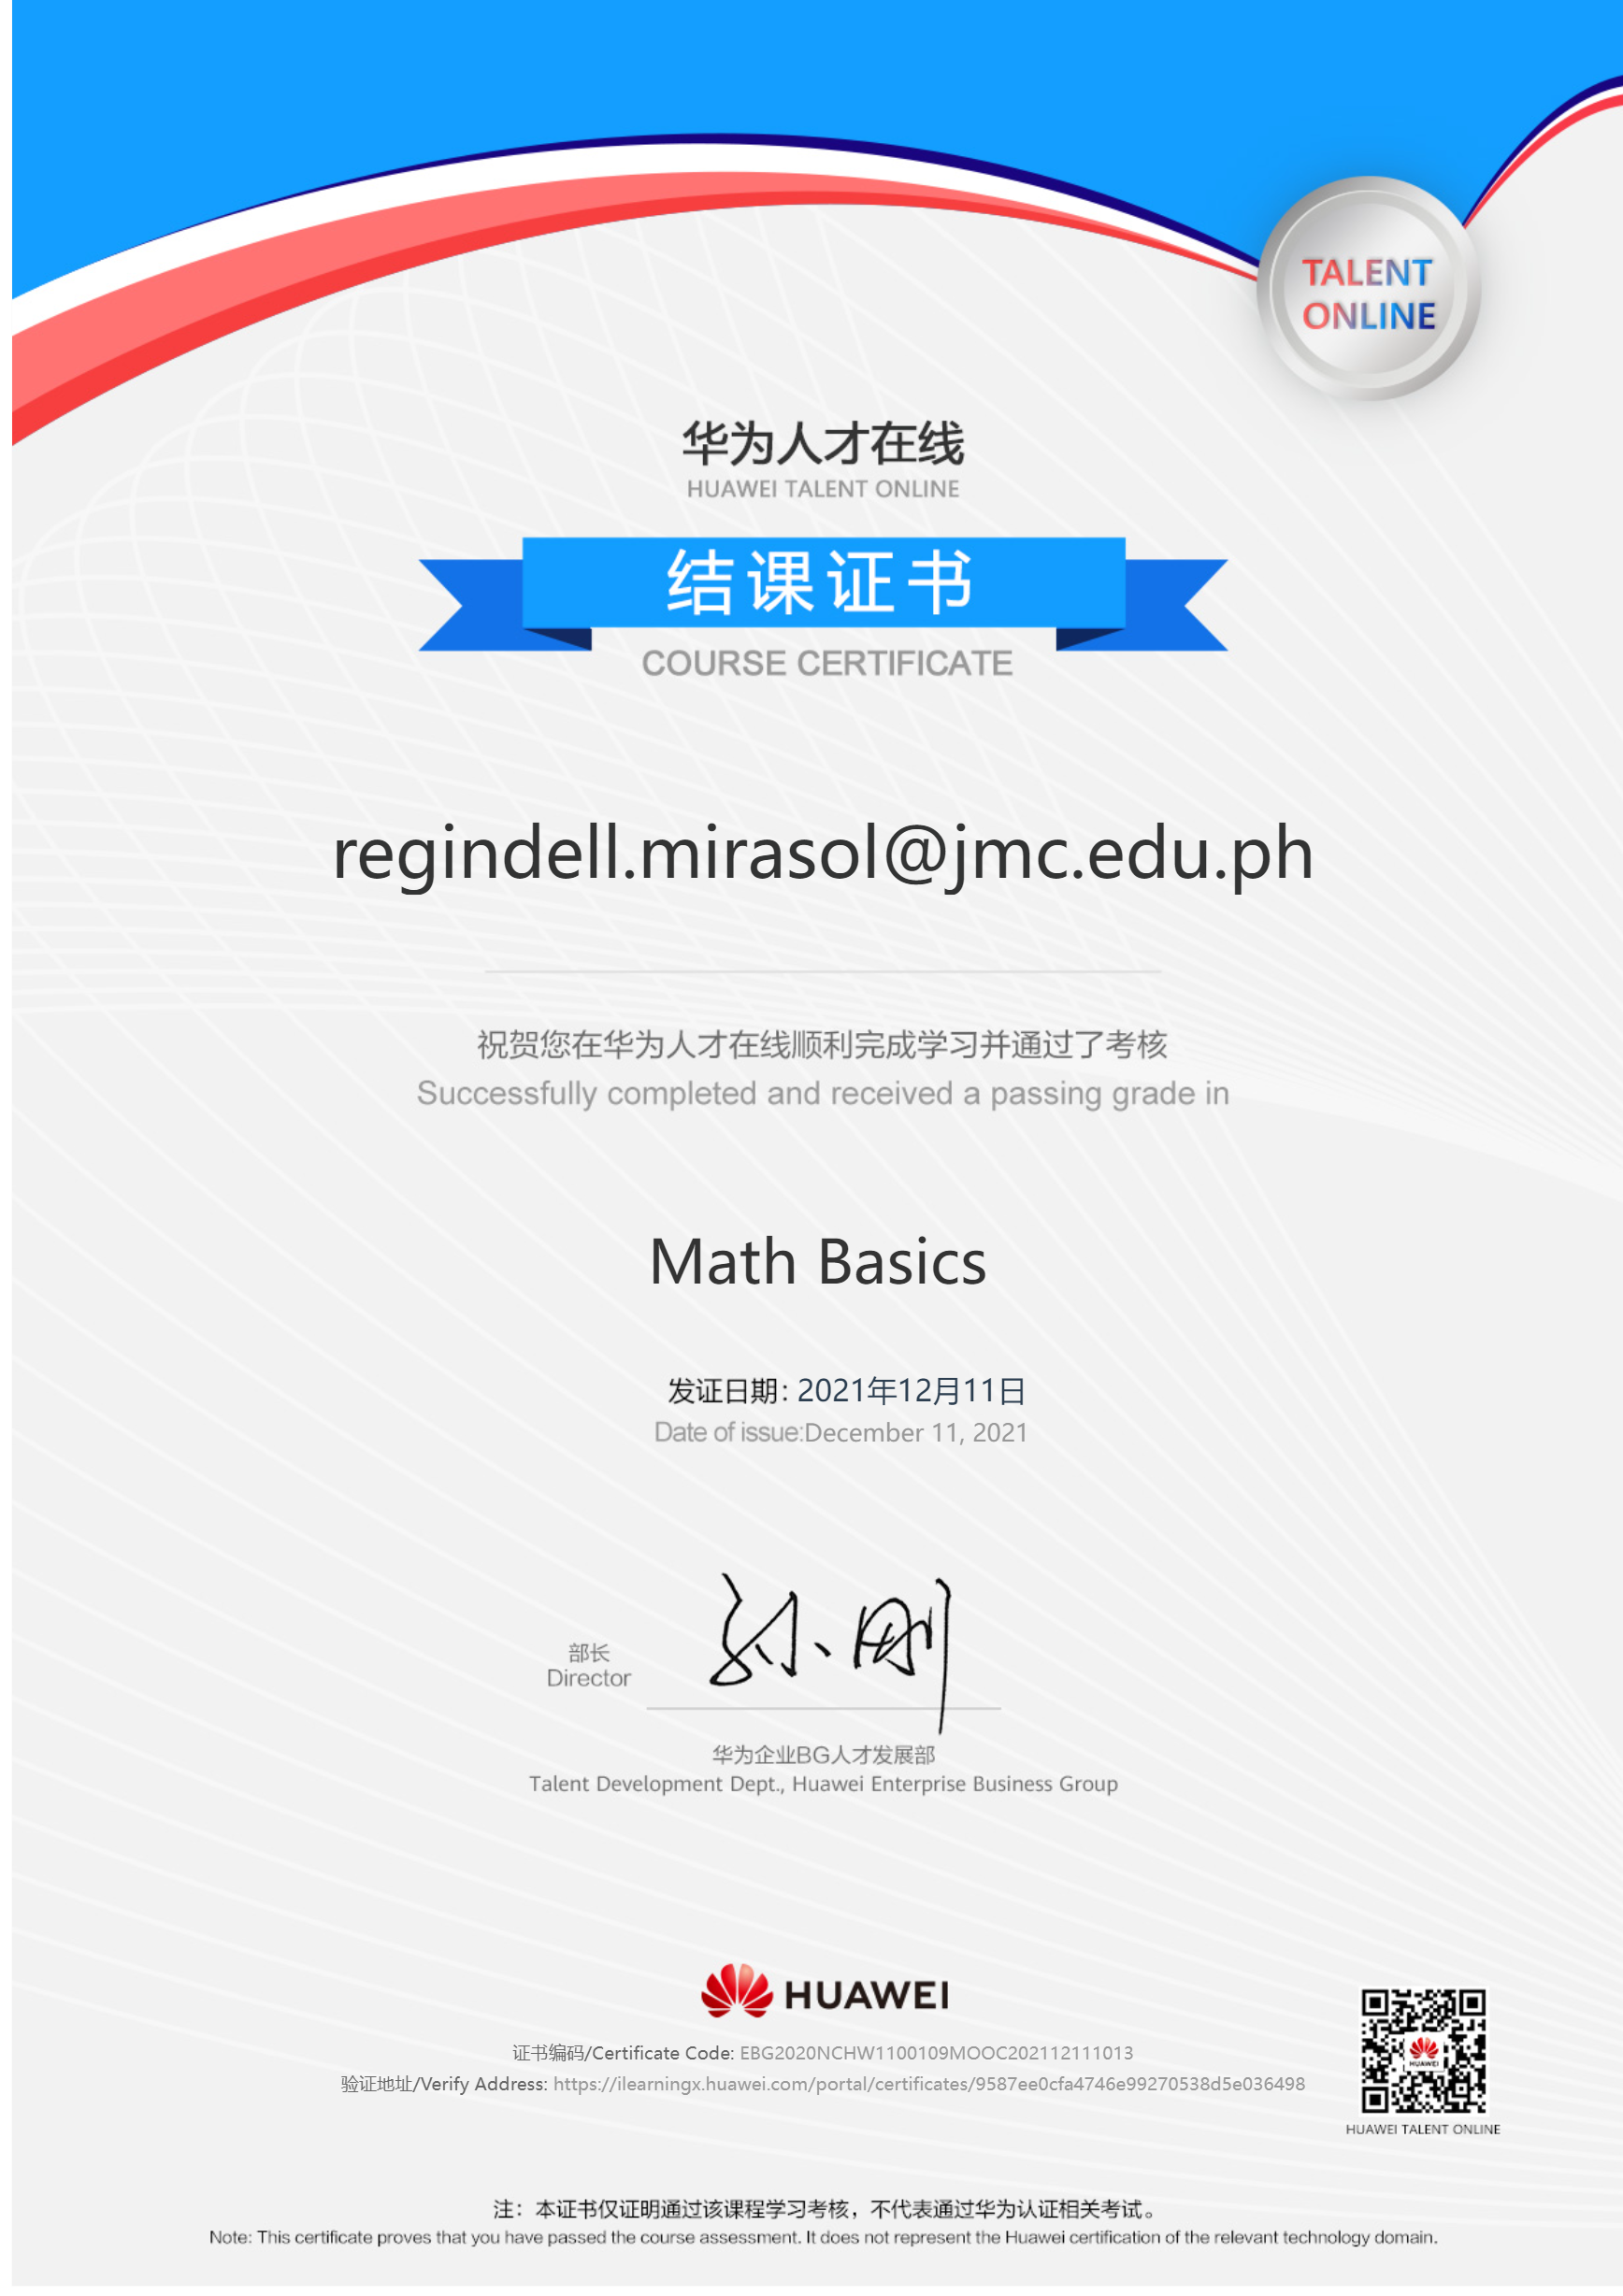 TALENT
ONLINE
华为人才在线
HUAWEI TALENT ONLINE
结课证书
COURSE CERTIFICATE
regindell.mirasol@jmc.edu.ph
祝贺您在华为人才在线顺利完成学习并通过了考核
Successfully completed and received a passing grade in
Math Basics
发证日期：2021年12月11日
Date of issue:December 11, 2021
孙刚
部长
Director
华为企业BG人才发展部
Talent Development Dept., Huawei Enterprise Business Group
HUAWEI
证书编码/Certificate Code: EBG2020NCHW1100109MOOC202112111013
验证地址/Verify Address: https://ilearningx.huawei.com/portal/certificates/9587ee0cfa4746e99270538d5e036498
HUAWEI
HUAWEI TALENT ONLINE
注：本证书仅证明通过该课程学习考核，不代表通过华为认证相关考试。
Note: This certificate proves that you have passed the course assessment. It does not represent the Huawei certification of the relevant technology domain.